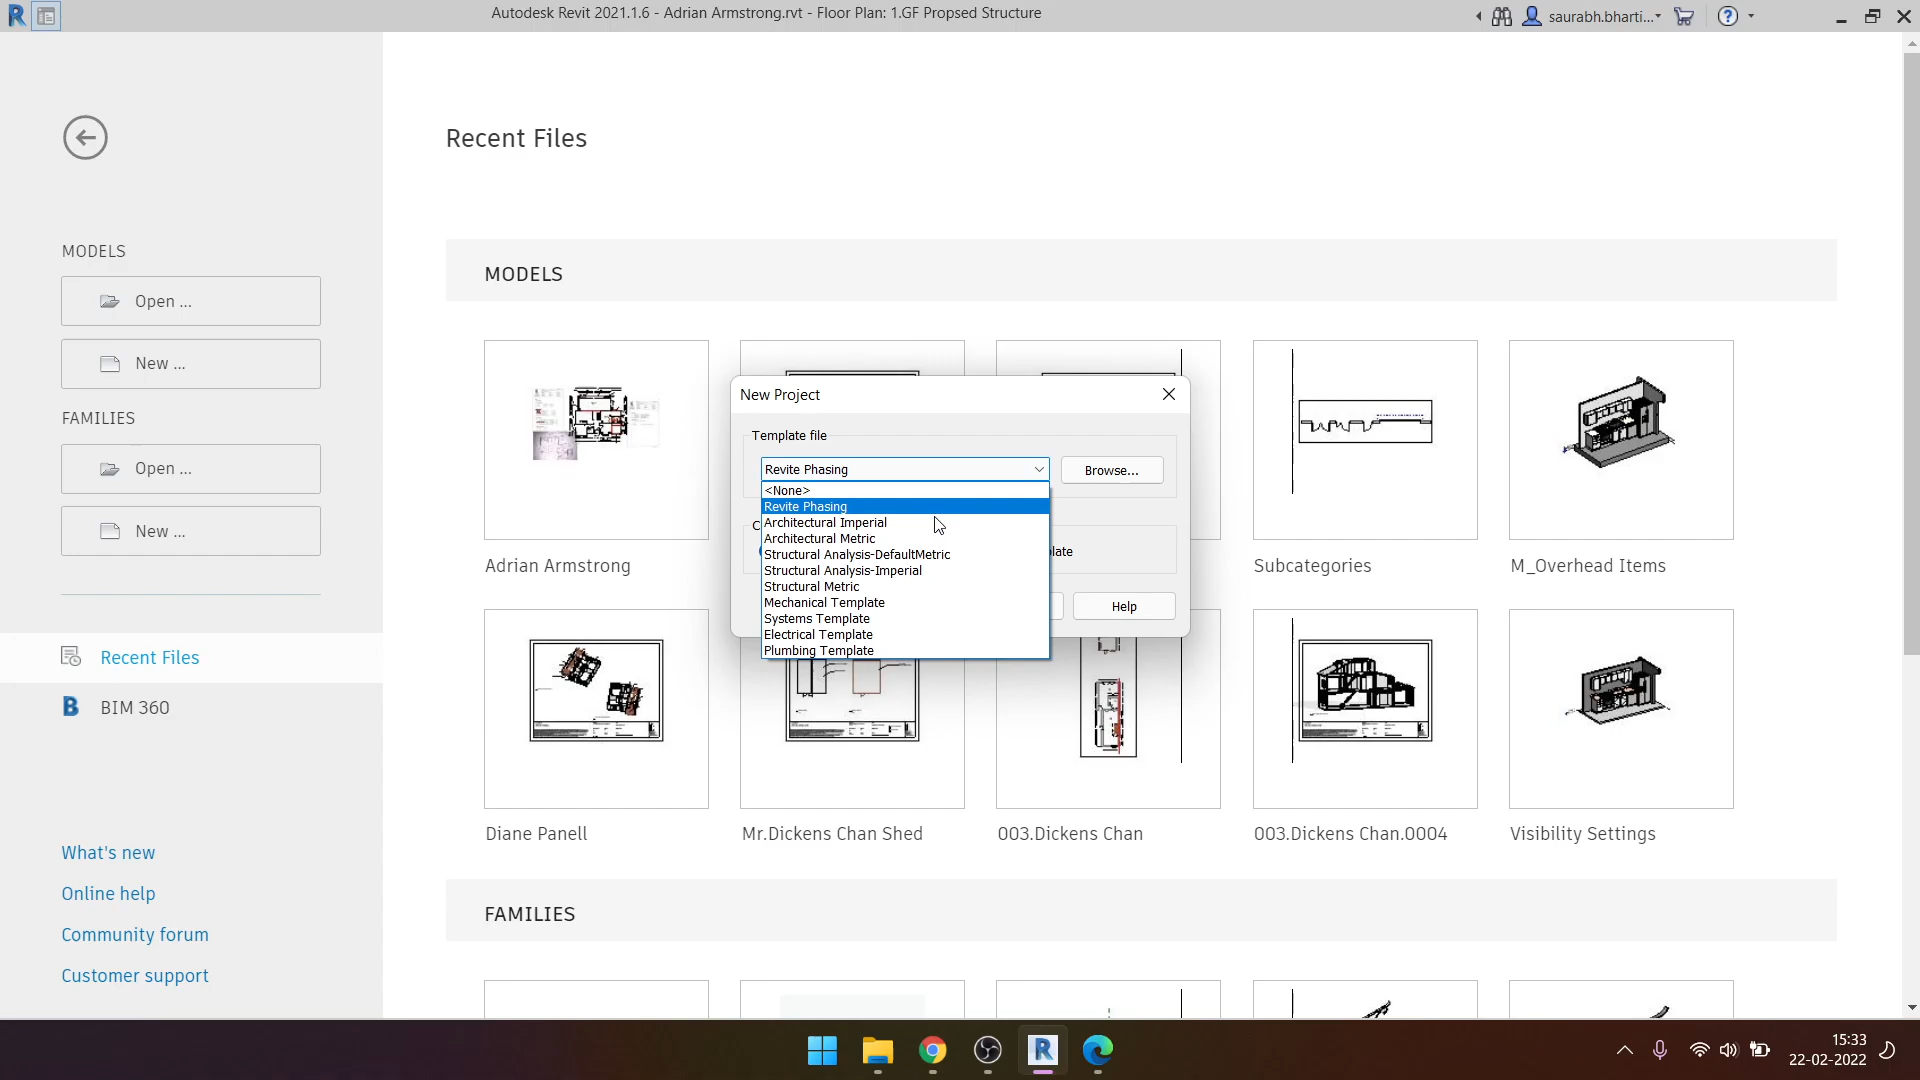 Autodesk Revit 2021.1.6 - Adrian Armstrong.rvt - Floor Plan: 1.GF Propsed Structure
saurabh.bharti...
Recent Files
MODELS
Open ...
New ...
FAMILIES
Open ...
New ...
Recent Files
BIM 360
What's new
Online help
Community forum
Customer support
MODELS
Adrian Armstrong
Subcategories
M_Overhead Items
New Project
Template file
Revite Phasing
Browse...
<None>
Revite Phasing
Architectural Imperial
Architectural Metric
Structural Analysis-DefaultMetric
Structural Analysis-Imperial
Structural Metric
Mechanical Template
Systems Template
Electrical Template
Plumbing Template
C
late
Help
Diane Panell
Mr.Dickens Chan Shed
003.Dickens Chan
003.Dickens Chan.0004
Visibility Settings
FAMILIES
15:33
22-02-2022